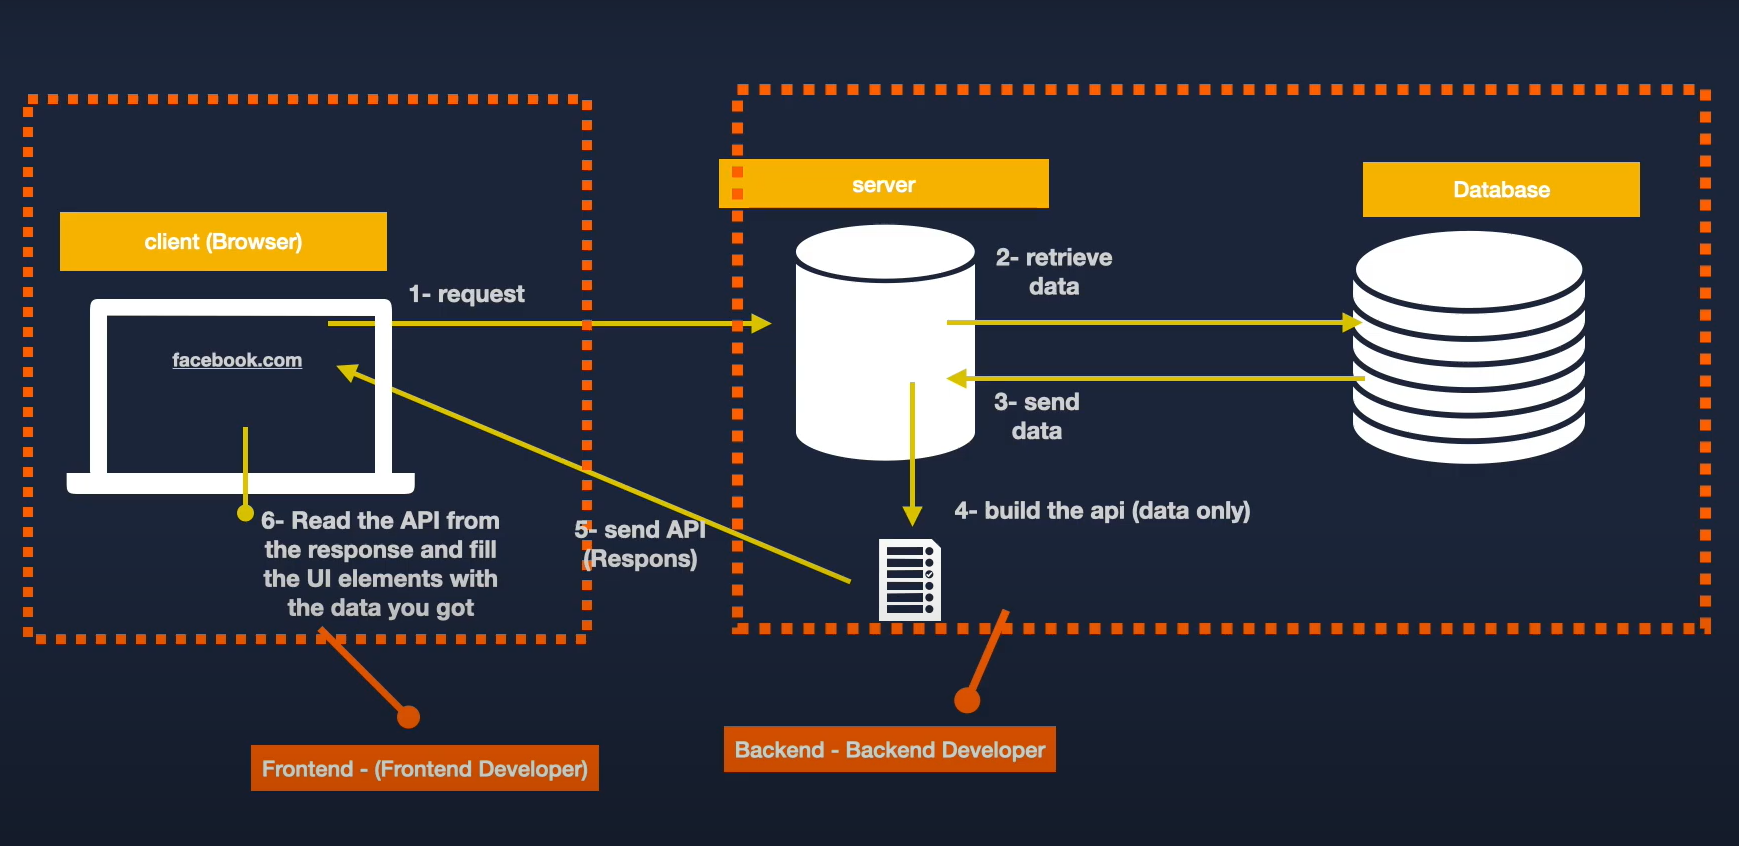 client (Browser)
facebook.com
1- request
server
2- retrieve
data
Database
3- send
data
4- build the api (data only)
5- send API
(Respons)
6- Read the API from
the response and fill
the UI elements with
the data you got
Frontend - (Frontend Developer)
Backend - Backend Developer